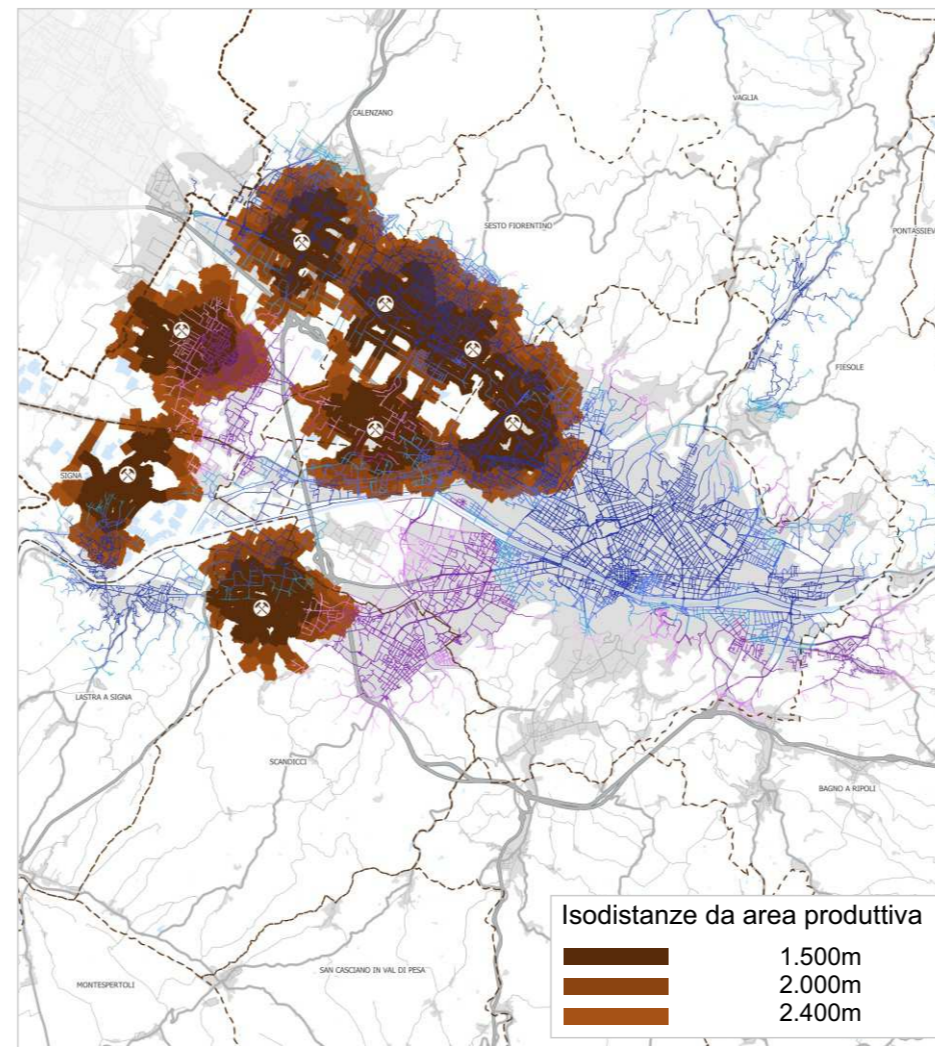 CALENZANO
VAGLIA
SESTO FIORENTINO
PONTASSIEV
FIESOLE
SIGNA
LASTRA A SIGNA
SCANDICCI
BAGNO A RIPOLI
SAN CASCIANO IN VAL DI PESA
MONTESPERTOLI
Isodistanze da area produttiva
1.500m
2.000m
2.400m